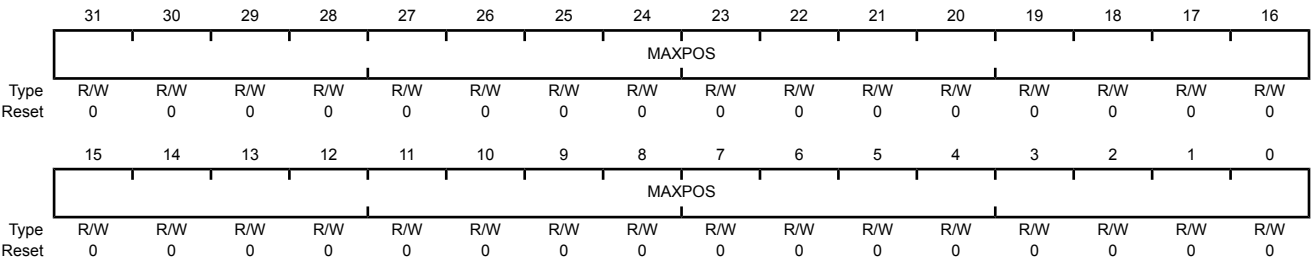 31 30 29 28 27 26 25 24 23 22 21 20 19 18 17 16
MAXPOS
Type R/W R/W R/W R/W R/W R/W R/W R/W R/W R/W R/W R/W R/W R/W R/W R/W
Reset 0 0 0 0 0 0 0 0 0 0 0 0 0 0 0 0
15 14 13 12 11 10 9 8 7 6 5 4 3 2 1 0
MAXPOS
Type R/W R/W R/W R/W R/W R/W R/W R/W R/W R/W R/W R/W R/W R/W R/W R/W
Reset 0 0 0 0 0 0 0 0 0 0 0 0 0 0 0 0